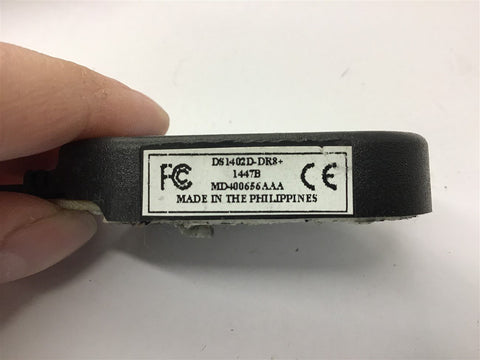 DS1402D-DR8+
FC
1447B
CE
MD400656AAA
MADE IN THE PHILIPPINES